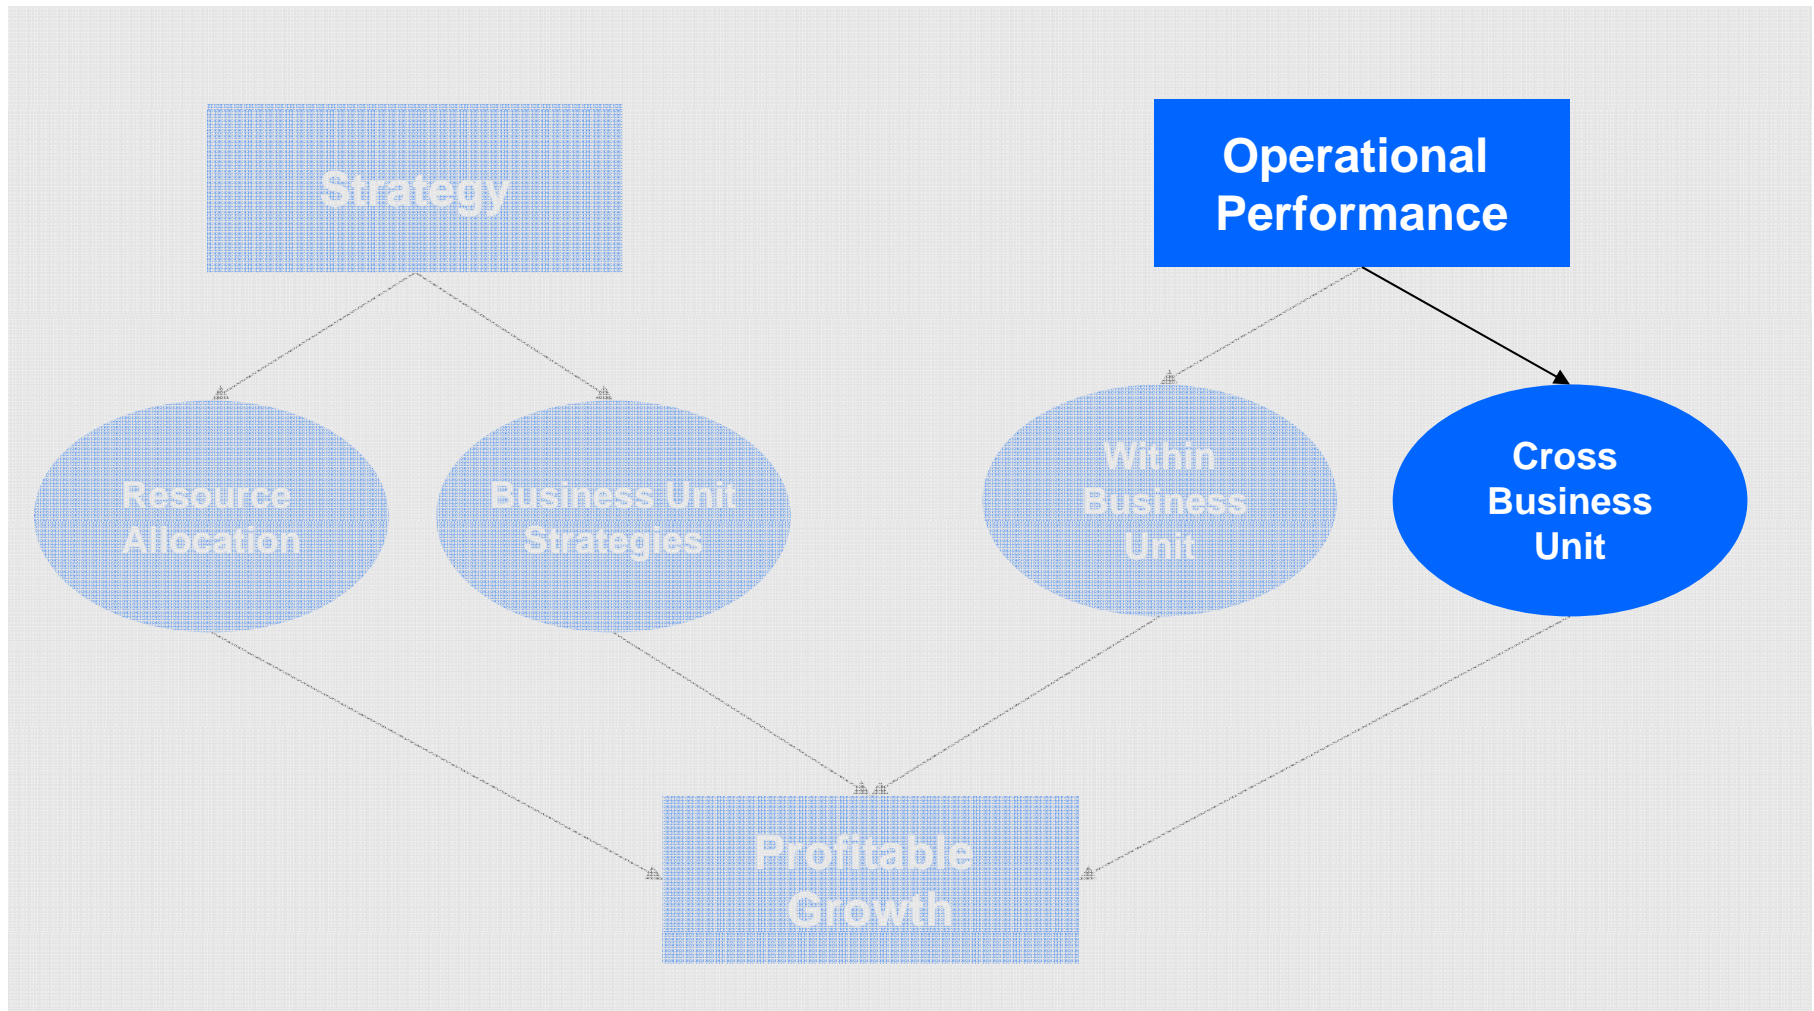 Strategy
Operational
Performance
Resource
Allocation
Business Unit
Strategies
Within
Business
Unit
Cross
Business
Unit
Profitable
Growth